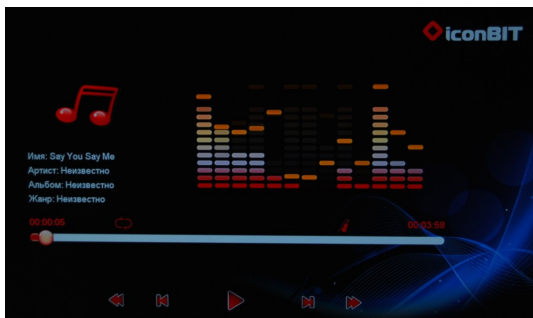 iconBIT
Имя: Say You Say Me
Артист: Неизвестно
Альбом: Неизвестно
Жанр: Неизвестно
00:00:05
00:03:58